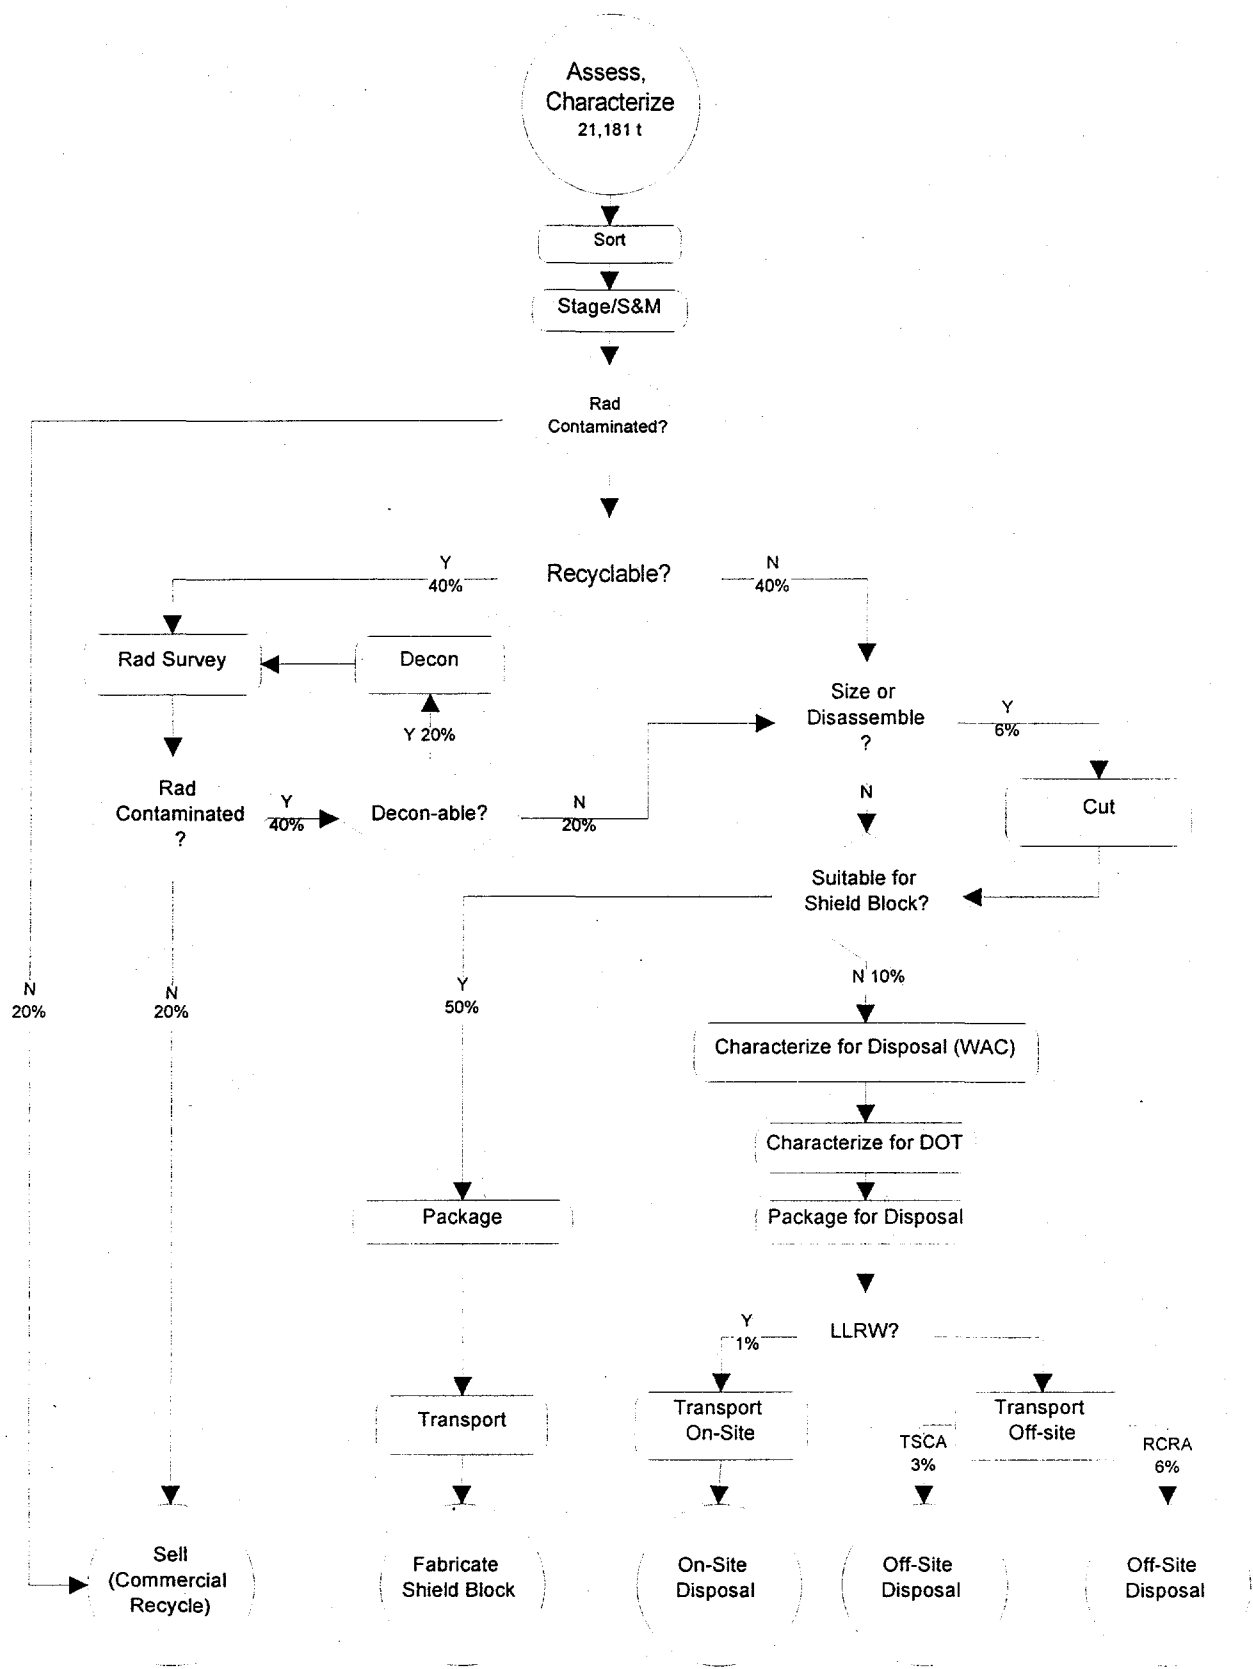 Assess,
Characterize
21,181 t
Sort
Stage/S&M
Rad
Contaminated?
Recyclable?
Y
40%
N
40%
Rad Survey
Decon
Size or
Disassemble
?
Y
6%
Y 20%
Rad
Contaminated
?
Y
40%
Decon-able?
N
20%
N
Cut
Suitable for
Shield Block?
N
20%
N
20%
Y
50%
N 10%
Characterize for Disposal (WAC)
Characterize for DOT
Package
Package for Disposal
Y
1%
LLRW?
Transport
Transport
On-Site
Transport
Off-site
TSCA
3%
RCRA
6%
Sell
(Commercial
Recycle)
Fabricate
Shield Block
On-Site
Disposal
Off-Site
Disposal
Off-Site
Disposal